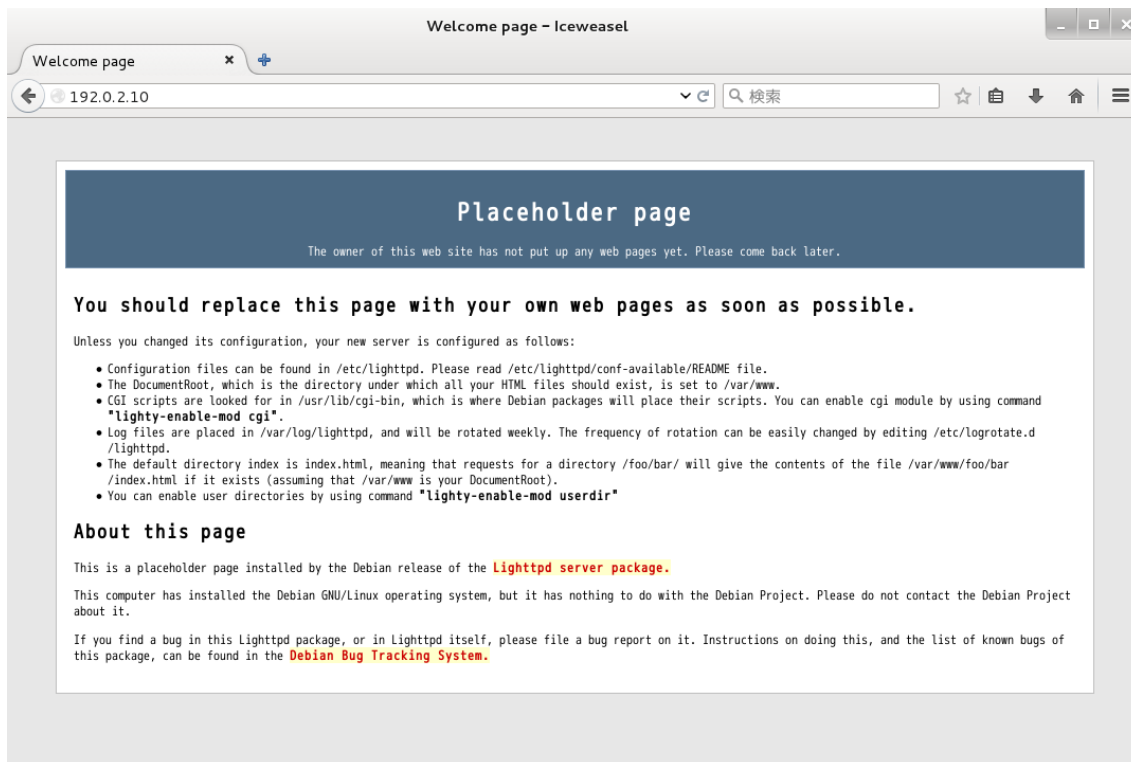 Welcome page - Iceweasel
Welcome page
192.0.2.10
検索
Placeholder page
The owner of this web site has not put up any web pages yet. Please come back later.
You should replace this page with your own web pages as soon as possible.
Unless you changed its configuration, your new server is configured as follows:
Configuration files can be found in /etc/lighttpd. Please read /etc/lighttpd/conf-available/README file.
The DocumentRoot, which is the directory under which all your HTML files should exist, is set to /var/www.
CGI scripts are looked for in /usr/lib/cgi-bin, which is where Debian packages will place their scripts. You can enable cgi module by using command
"lighty-enable-mod cgi".
Log files are placed in /var/log/lighttpd, and will be rotated weekly. The frequency of rotation can be easily changed by editing /etc/logrotate.d
/lighttpd.
The default directory index is index.html, meaning that requests for a directory /foo/bar/ will give the contents of the file /var/www/foo/bar
/index.html if it exists (assuming that /var/www is your DocumentRoot).
You can enable user directories by using command "lighty-enable-mod userdir"
About this page
This is a placeholder page installed by the Debian release of the Lighttpd server package.
This computer has installed the Debian GNU/Linux operating system, but it has nothing to do with the Debian Project. Please do not contact the Debian Project
about it.
If you find a bug in this Lighttpd package, or in Lighttpd itself, please file a bug report on it. Instructions on doing this, and the list of known bugs of
this package, can be found in the Debian Bug Tracking System.